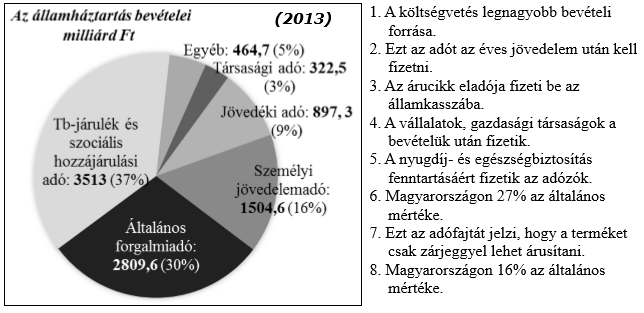 Az államháztartás bevételei
milliárd Ft
(2013)
Egyéb: 464,7 (5%)
Társasági adó: 322,5
(3%)
Jövedéki adó: 897,3
(9%)
Személyi
jövedelemadó:
1504,6 (16%)
Általános
forgalmiadó:
2809,6 (30%)
Tb-járulék és
szociális
hozzájárulási
adó: 3513 (37%)
1. A költségvetés legnagyobb bevételi
forrása.
2. Ezt az adót az éves jövedelem után kell
fizetni.
3. Az árucikk eladója fizeti be az
államkasszába.
4. A vállalatok, gazdasági társaságok a
bevételük után fizetik.
5. A nyugdíj- és egészségbiztosítás
fenntartásáért fizetik az adózók.
6. Magyarországon 27% az általános
mértéke.
7. Ezt az adófajtát jelzi, hogy a terméket
csak zárjeggyel lehet árusítani.
8. Magyarországon 16% az általános
mértéke.